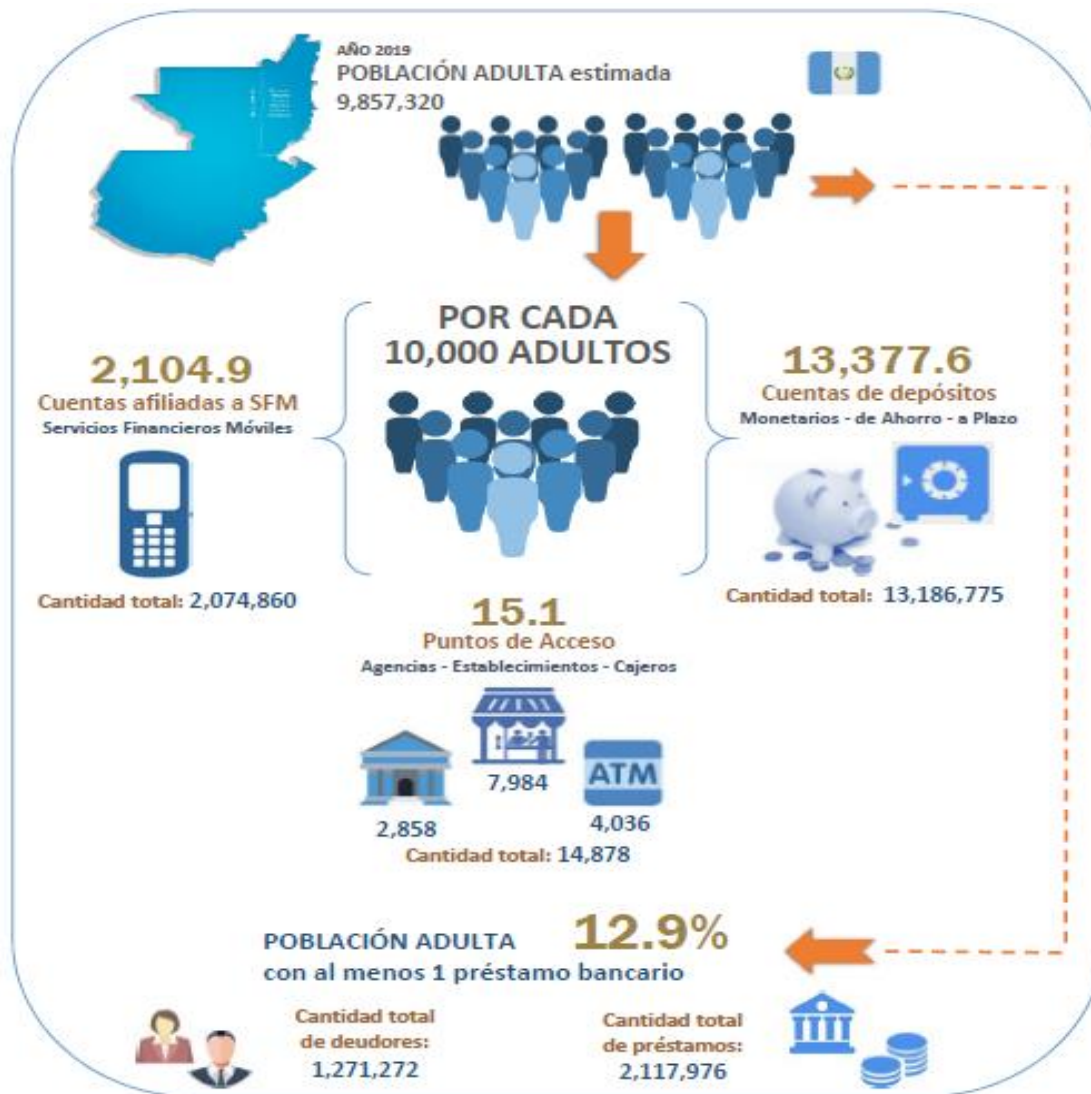 AÑO 2019
POBLACIÓN ADULTA estimada
9,857,320
POR CADA
10,000 ADULTOS
2,104.9
Cuentas afiliadas a SFM
Servicios Financieros Móviles
Cantidad total: 2,074,860
13,377.6
Cuentas de depósitos
Monetarios - de Ahorro - a Plazo
Cantidad total: 13,186,775
15.1
Puntos de Acceso
Agencias - Establecimientos - Cajeros
7,984
ATM
2,858
4,036
Cantidad total: 14,878
POBLACIÓN ADULTA 12.9%
con al menos 1 préstamo bancario
Cantidad total
de deudores:
1,271,272
Cantidad total
de préstamos:
2,117,976